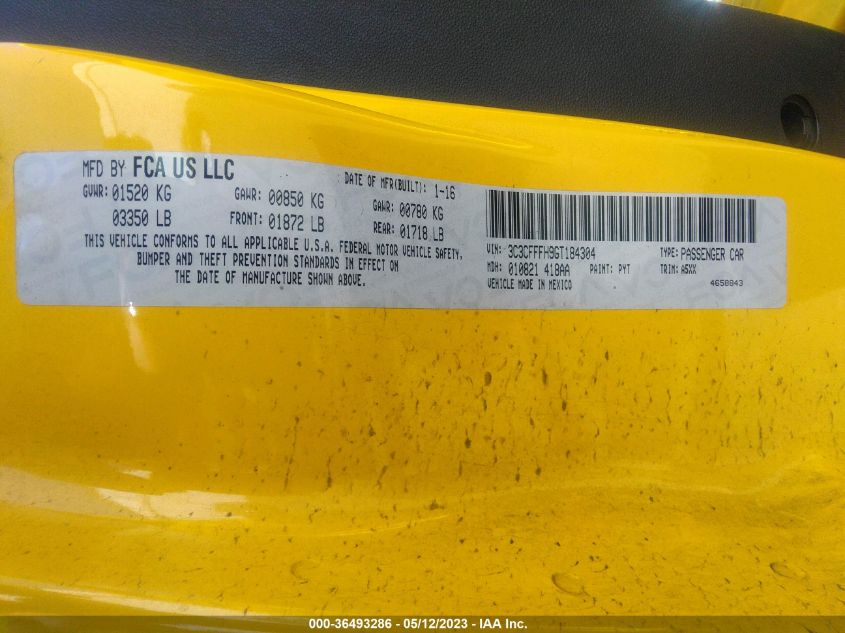 MFD BY FCA US LLC
DATE OF MFR(BUILT): 1-16
GVWR: 01520 KG GAWR: 00850 KG GAWR: 00780 KG
03350 LB FRONT: 01872 LB REAR: 01718 LB
THIS VEHICLE CONFORMS TO ALL APPLICABLE U.S.A. FEDERAL MOTOR VEHICLE SAFETY,
BUMPER AND THEFT PREVENTION STANDARDS IN EFFECT ON
THE DATE OF MANUFACTURE SHOWN ABOVE.
VIN: 3C3CFFFH9GT184304 TYPE: PASSENGER CAR
MDH: 010821 418AA PAINT: PYT TRIM: A5XK
VEHICLE MADE IN MEXICO 4658843
000-36493286 - 05/12/2023 - IAA Inc.